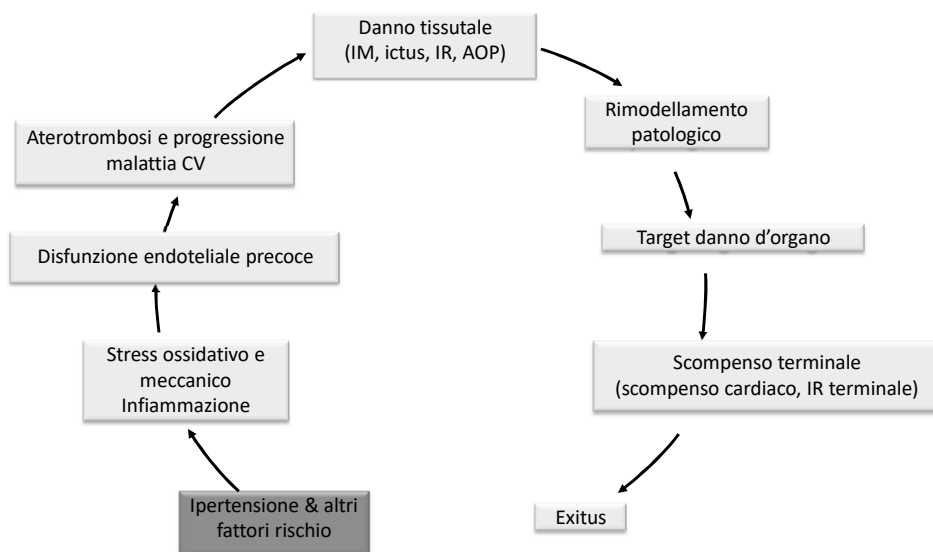 Danno tissutale
(IM, ictus, IR, AOP)
Rimodellamento
patologico
Aterotrombosi e progressione
malattia CV
Target danno d'organo
Disfunzione endoteliale precoce
Stress ossidativo e
meccanico
Infiammazione
Scompenso terminale
(scompenso cardiaco, IR terminale)
Ipertensione & altri
fattori rischio
Exitus